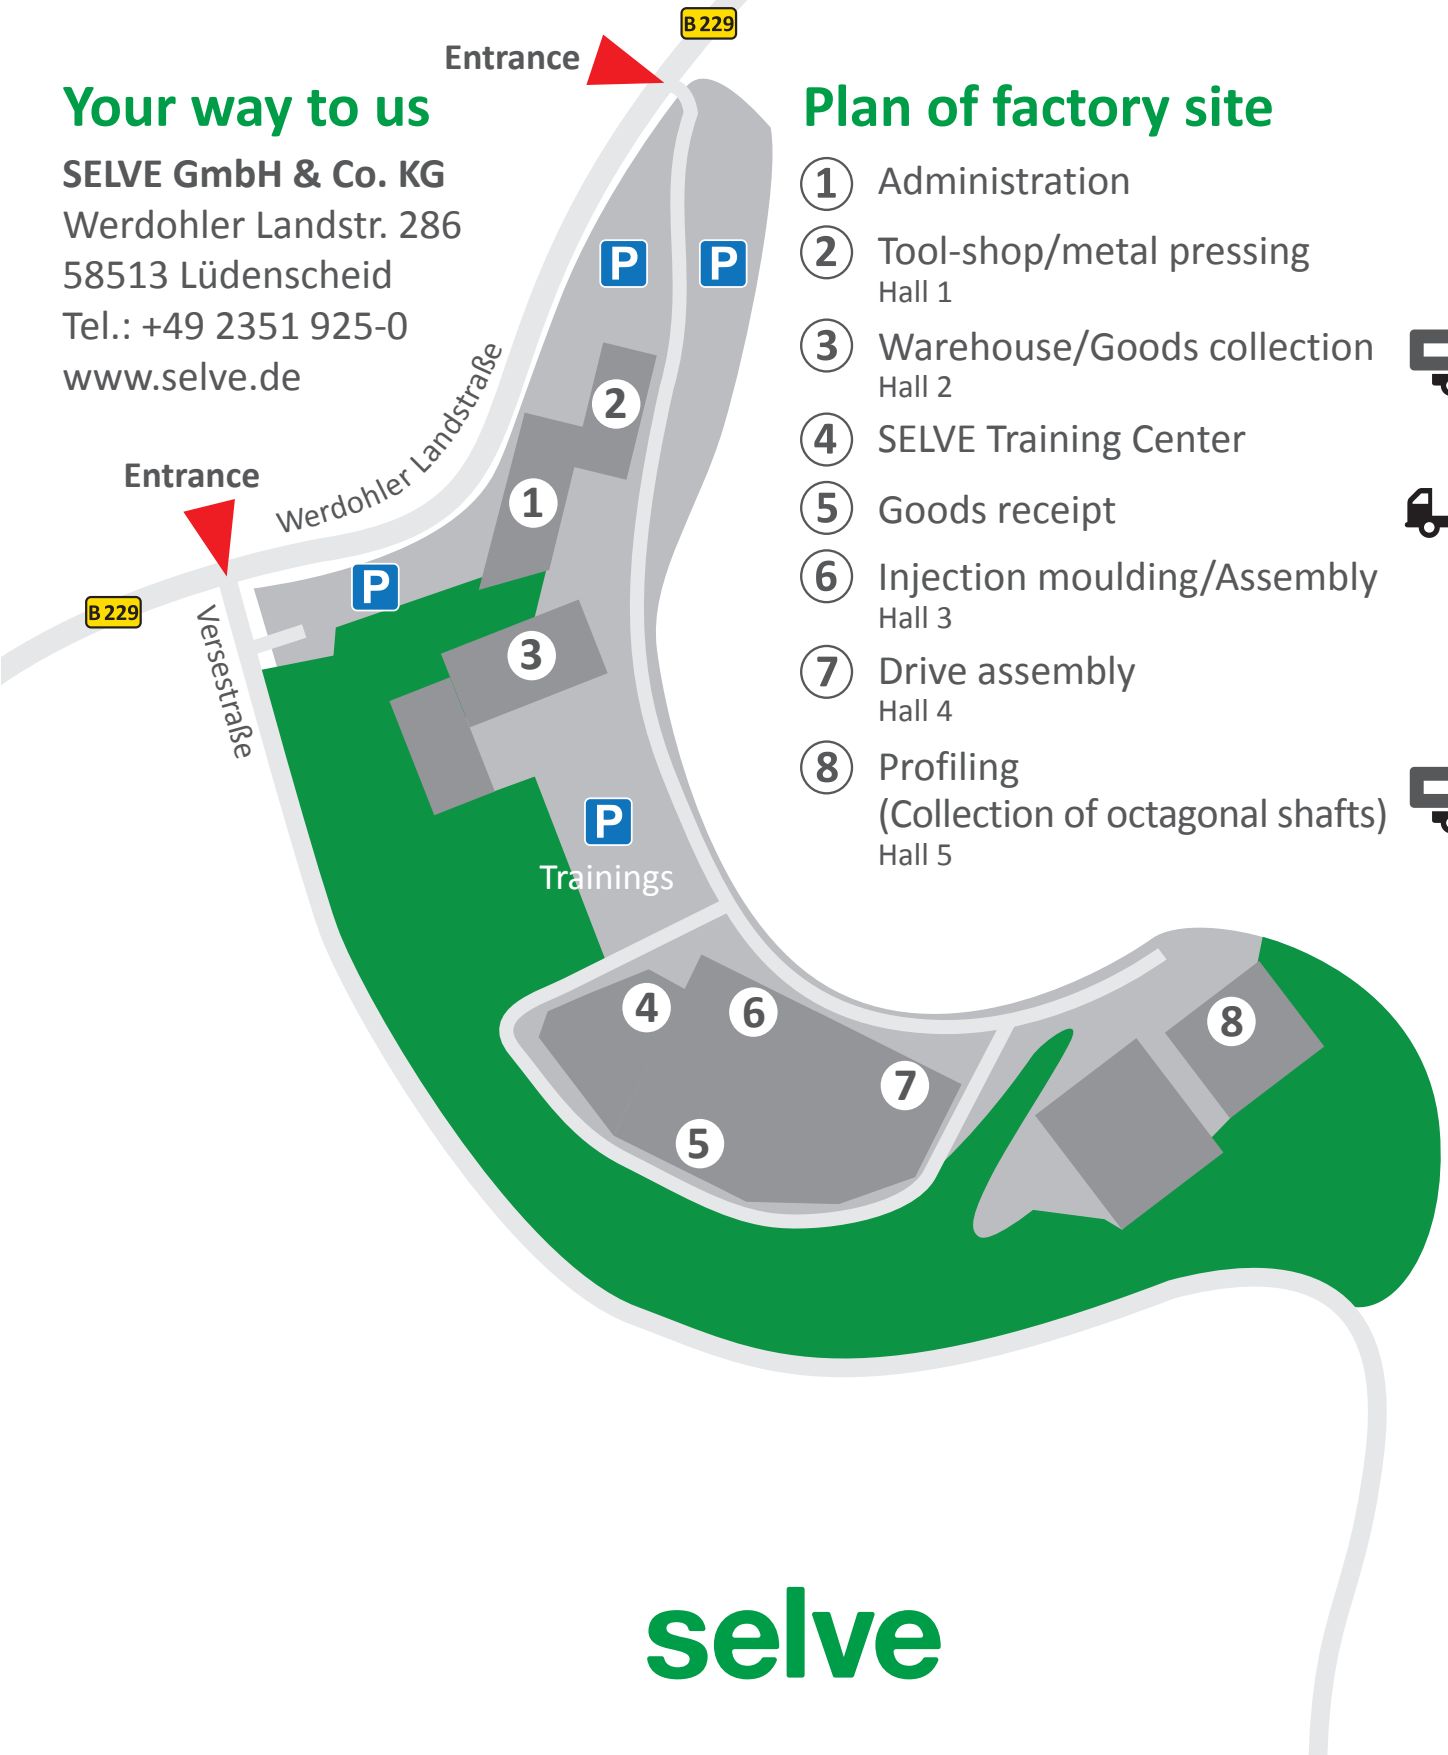 B 229
Entrance
Your way to us
SELVE GmbH & Co. KG
Werdohler Landstr. 286
58513 Lüdenscheid
Tel.: +49 2351 925-0
www.selve.de
Plan of factory site
1 Administration
2 Tool-shop/metal pressing
Hall 1
3 Warehouse/Goods collection
Hall 2
4 SELVE Training Center
5 Goods receipt
6 Injection moulding/Assembly
Hall 3
7 Drive assembly
Hall 4
8 Profiling
(Collection of octagonal shafts)
Hall 5
P
P
Werdohler Landstraße
2
1
Entrance
P
B 229
Versestraße
3
P
Trainings
4
6
8
7
5
selve